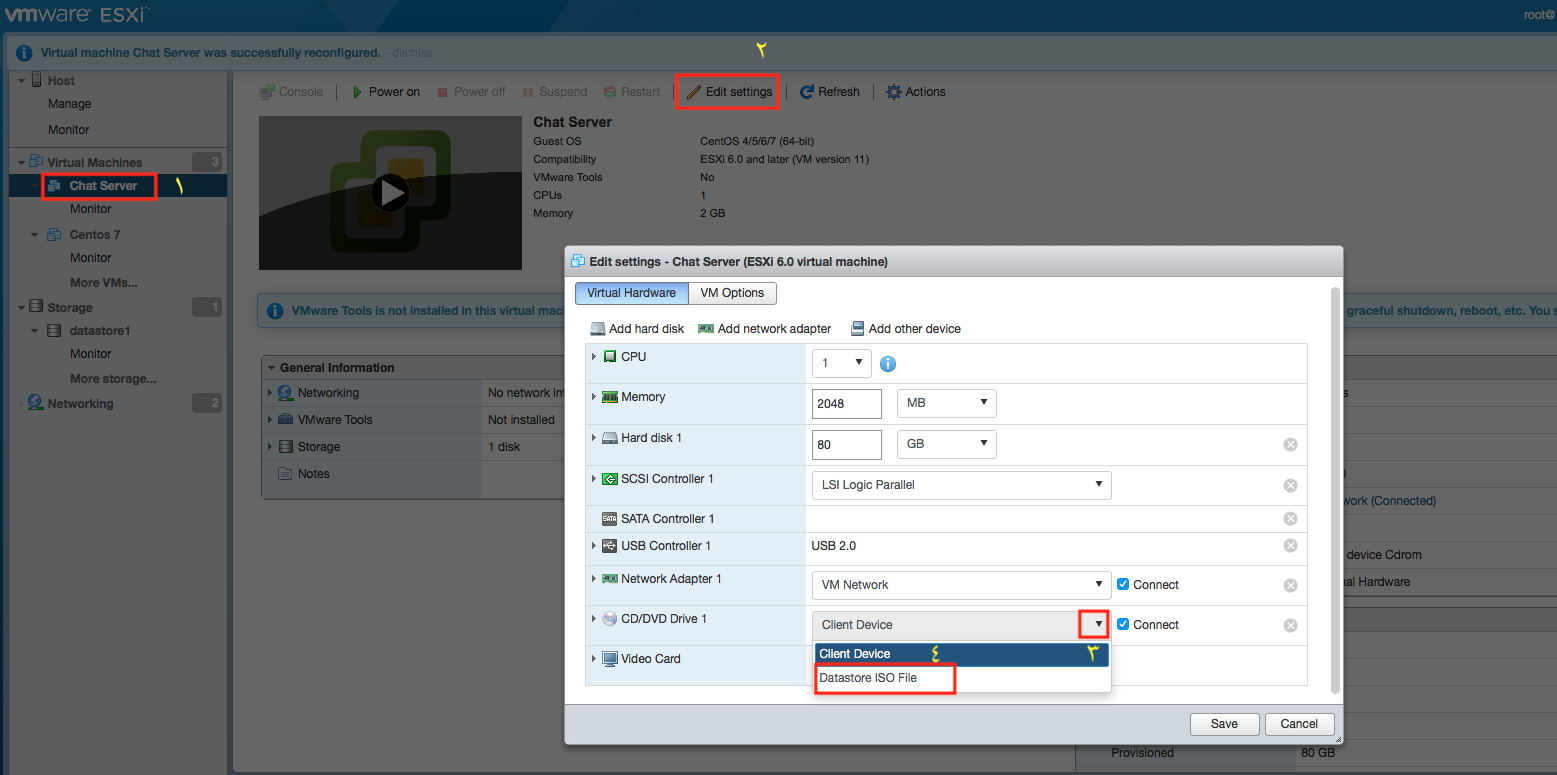 vmware ESXi™
root@
Virtual machine Chat Server was successfully reconfigured. - dismiss
٢
Host
Manage
Monitor
Virtual Machines 3
Chat Server ١
Monitor
Centos 7
Monitor
More VMs...
Storage 1
datastore1
Monitor
More storage...
Networking 2
Console
Power on
Power off
Suspend
Restart
Edit settings
Refresh
Actions
Chat Server
Guest OS CentOS 4/5/6/7 (64-bit)
Compatibility ESXi 6.0 and later (VM version 11)
VMware Tools No
CPUs 1
Memory 2 GB
VMware Tools is not installed in this virtual
graceful shutdown, reboot, etc. You
General Information
Networking No network
VMware Tools Not installed
Storage 1 disk
Notes
Edit settings - Chat Server (ESXi 6.0 virtual machine)
Virtual Hardware
VM Options
Add hard disk
Add network adapter
Add other device
CPU 1
Memory 2048 MB
Hard disk 1 80 GB
SCSI Controller 1 LSI Logic Parallel
SATA
SATA Controller 1
USB Controller 1 USB 2.0
Network Adapter 1 VM Network Connect
CD/DVD Drive 1 Client Device Connect
Client Device ٤ ٣
Datastore ISO File
Video Card
Save
Cancel
(Connected)
device Cdrom
Hardware
Provisioned 80 GB